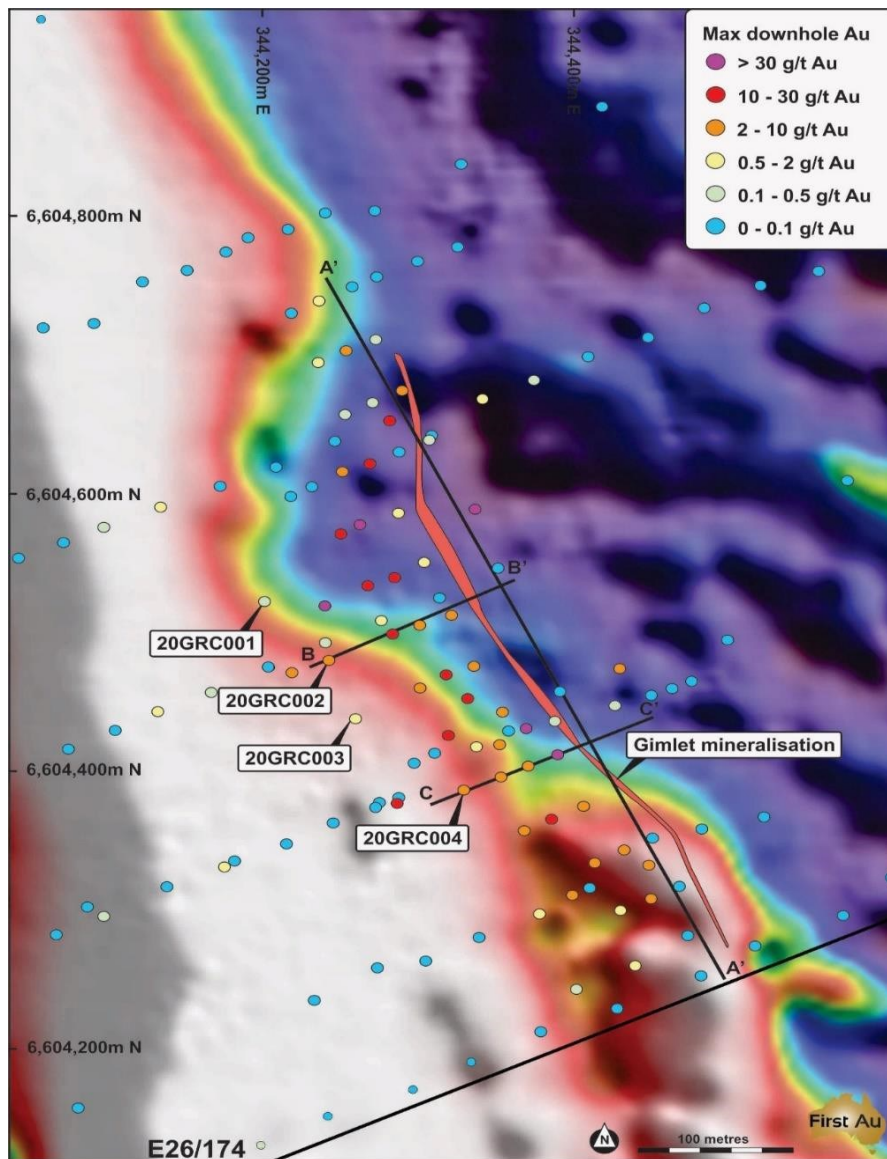 344,200m E
344,400m E
Max downhole Au
> 30 g/t Au
10 - 30 g/t Au
2 - 10 g/t Au
0.5 - 2 g/t Au
0.1 - 0.5 g/t Au
0 - 0.1 g/t Au
6,604,800m N
A'
6,604,600m N
B'
20GRC001
B
20GRC002
C'
20GRC003
Gimlet mineralisation
6,604,400m N
C
20GRC004
A'
6,604,200m N
First Au
E26/174
N
100 metres